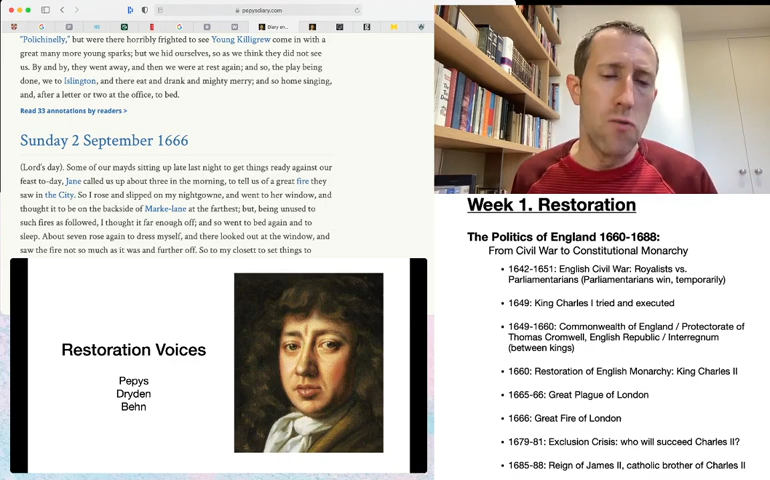 pepysdiary.com
Diary an...
"Polichinelly," but were there horribly frighted to see Young Killigrew come in with a
great many more young sparks; but we hid ourselves, so as we think they did not see
us. By and by, they went away, and then we were at rest again; and so, the play being
done, we to Islington, and there eat and drank and mighty merry; and so home singing,
and, after a letter or two at the office, to bed.
Read 33 annotations by readers >
Sunday 2 September 1666
(Lord's day). Some of our mayds sitting up late last night to get things ready against our
feast to-day, Jane called us up about three in the morning, to tell us of a great fire they
saw in the City. So I rose and slipped on my nightgowne, and went to her window, and
thought it to be on the backside of Marke-lane at the farthest; but, being unused to
such fires as followed, I thought it far enough off; and so went to bed again and to
sleep. About seven rose again to dress myself, and there looked out at the window, and
saw the fire not so much as it was and further off. So to my closett to set things to
Restoration Voices
Pepys
Dryden
Behn
Week 1. Restoration
The Politics of England 1660-1688:
From Civil War to Constitutional Monarchy
• 1642-1651: English Civil War: Royalists vs.
Parliamentarians (Parliamentarians win, temporarily)
• 1649: King Charles I tried and executed
• 1649-1660: Commonwealth of England / Protectorate of
Thomas Cromwell, English Republic / Interregnum
(between kings)
• 1660: Restoration of English Monarchy: King Charles II
• 1665-66: Great Plague of London
• 1666: Great Fire of London
• 1679-81: Exclusion Crisis: who will succeed Charles II?
• 1685-88: Reign of James II, catholic brother of Charles II